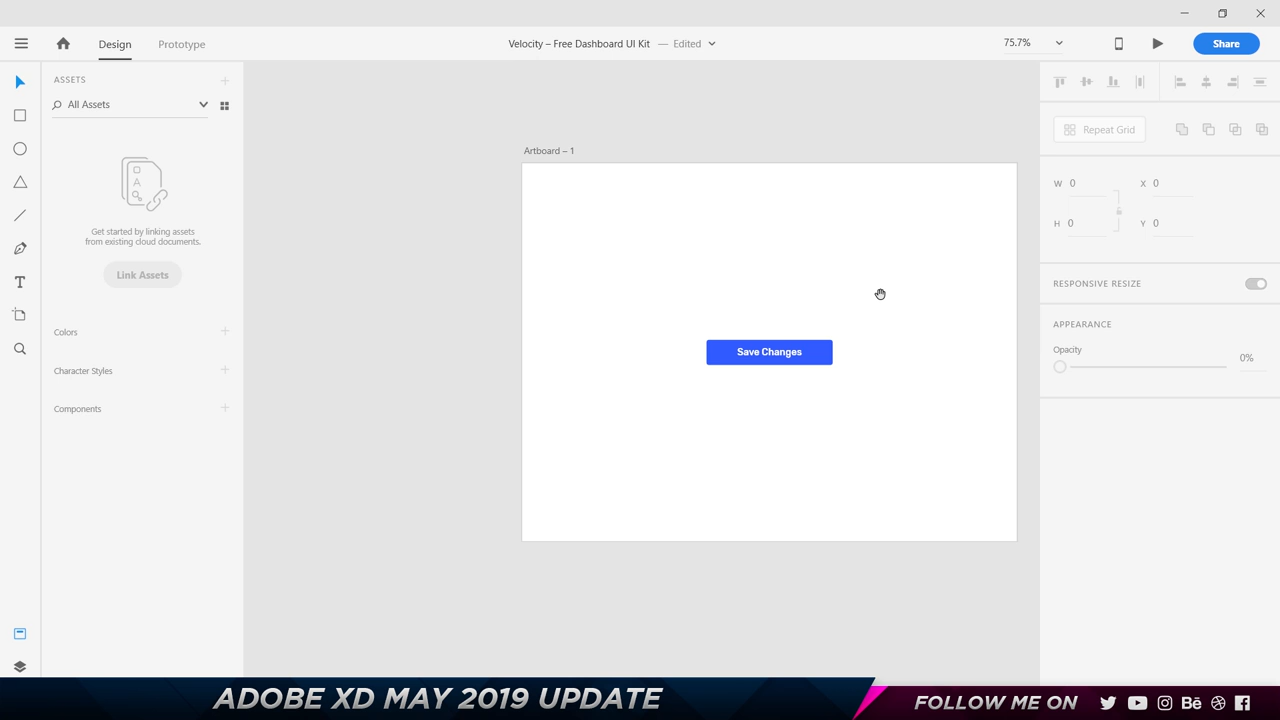 Design
Prototype
Velocity – Free Dashboard UI Kit — Edited
75.7%
Share
ASSETS
All Assets
A
Get started by linking assets
from existing cloud documents.
Link Assets
Colors
Character Styles
Components
Artboard – 1
Save Changes
Repeat Grid
W 0
X 0
H 0
Y 0
RESPONSIVE RESIZE
APPEARANCE
Opacity
0%
ADOBE XD MAY 2019 UPDATE
FOLLOW ME ON
Bē